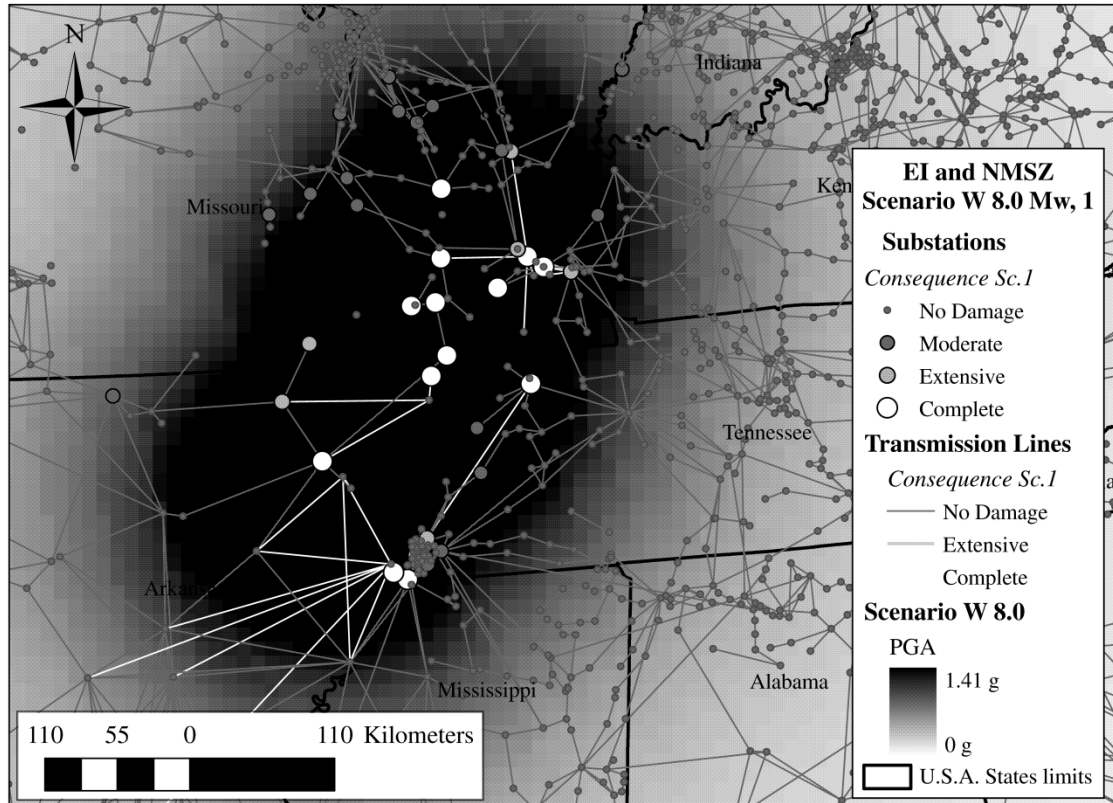 N
Indiana
Missouri
Ken
Tennessee
Arkan
Mississippi
Alabama
a
EI and NMSZ
Scenario W 8.0 Mw, 1
Substations
Consequence Sc.1
No Damage
Moderate
Extensive
Complete
Transmission Lines
Consequence Sc.1
No Damage
Extensive
Complete
Scenario W 8.0
PGA
1.41 g
0 g
U.S.A. States limits
110 55 0 110 Kilometers